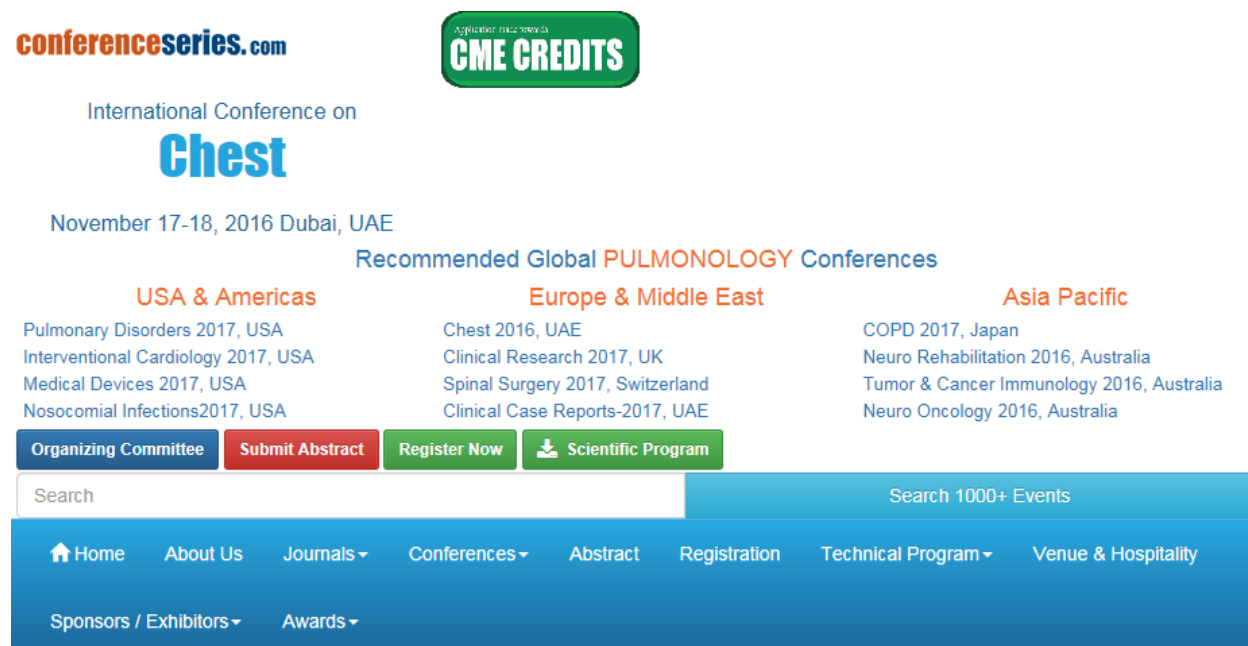 conferenceseries.com
Application made towards
CME CREDITS
International Conference on
Chest
November 17-18, 2016 Dubai, UAE
Recommended Global PULMONOLOGY Conferences
USA & Americas
Pulmonary Disorders 2017, USA
Interventional Cardiology 2017, USA
Medical Devices 2017, USA
Nosocomial Infections2017, USA
Europe & Middle East
Chest 2016, UAE
Clinical Research 2017, UK
Spinal Surgery 2017, Switzerland
Clinical Case Reports-2017, UAE
Asia Pacific
COPD 2017, Japan
Neuro Rehabilitation 2016, Australia
Tumor & Cancer Immunology 2016, Australia
Neuro Oncology 2016, Australia
Organizing Committee Submit Abstract Register Now Scientific Program
Search Search 1000+ Events
Home About Us Journals Conferences Abstract Registration Technical Program Venue & Hospitality
Sponsors / Exhibitors Awards